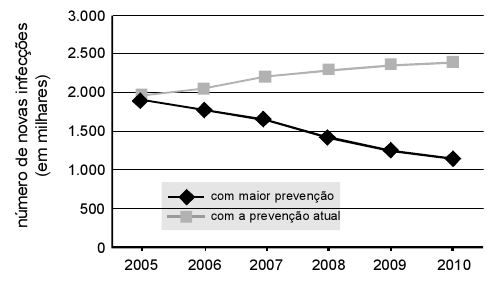 número de novas infecções
(em milhares)
3.000
2.500
2.000
1.500
1.000
500
0
com maior prevenção
com a prevenção atual
2005 2006 2007 2008 2009 2010